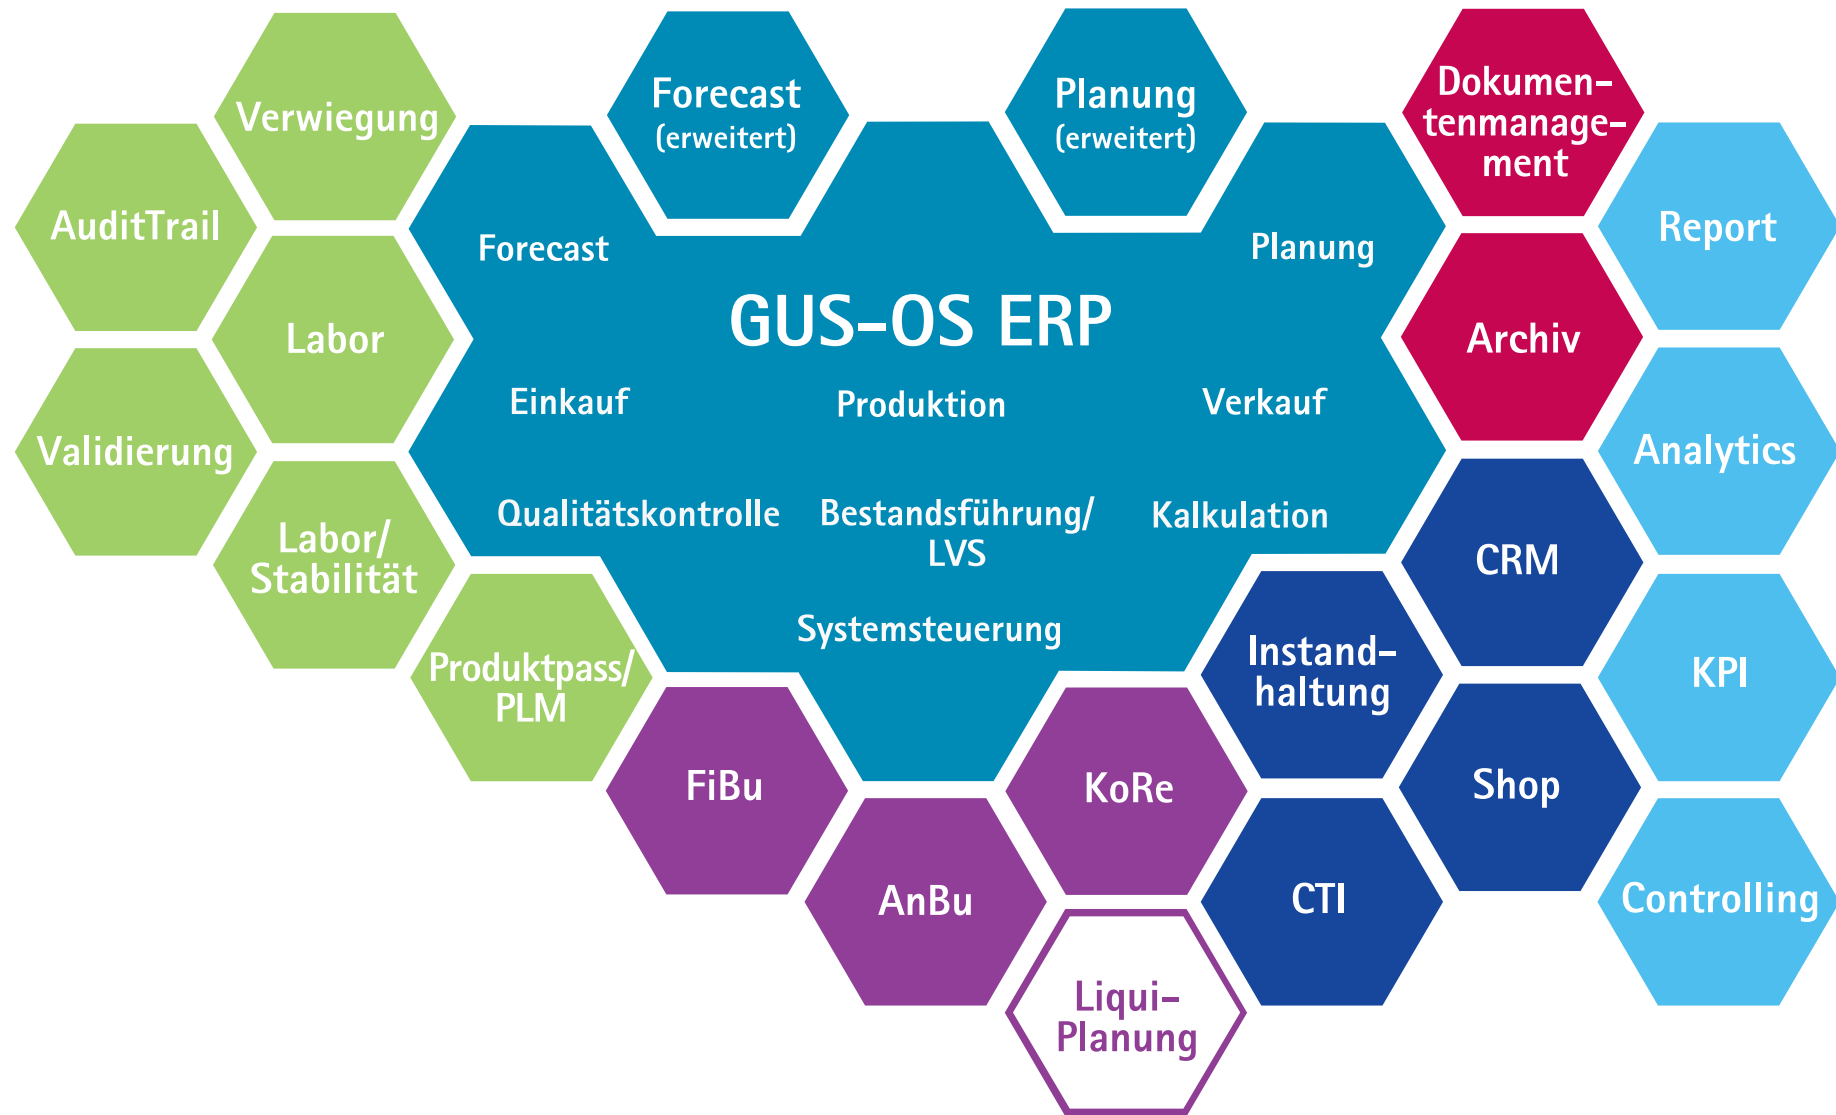 Verwiegung
AuditTrail
Labor
Validierung
Labor/
Stabilität
Produktpass/
PLM
Forecast
(erweitert)
Planung
(erweitert)
Forecast
Planung
GUS-OS ERP
Einkauf
Produktion
Verkauf
Qualitätskontrolle
Bestandsführung/
LVS
Kalkulation
Systemsteuerung
Dokumen-
tenmanage-
ment
Archiv
Report
Analytics
KPI
Controlling
CRM
Instand-
haltung
Shop
CTI
FiBu
KoRe
AnBu
Liqui-
Planung